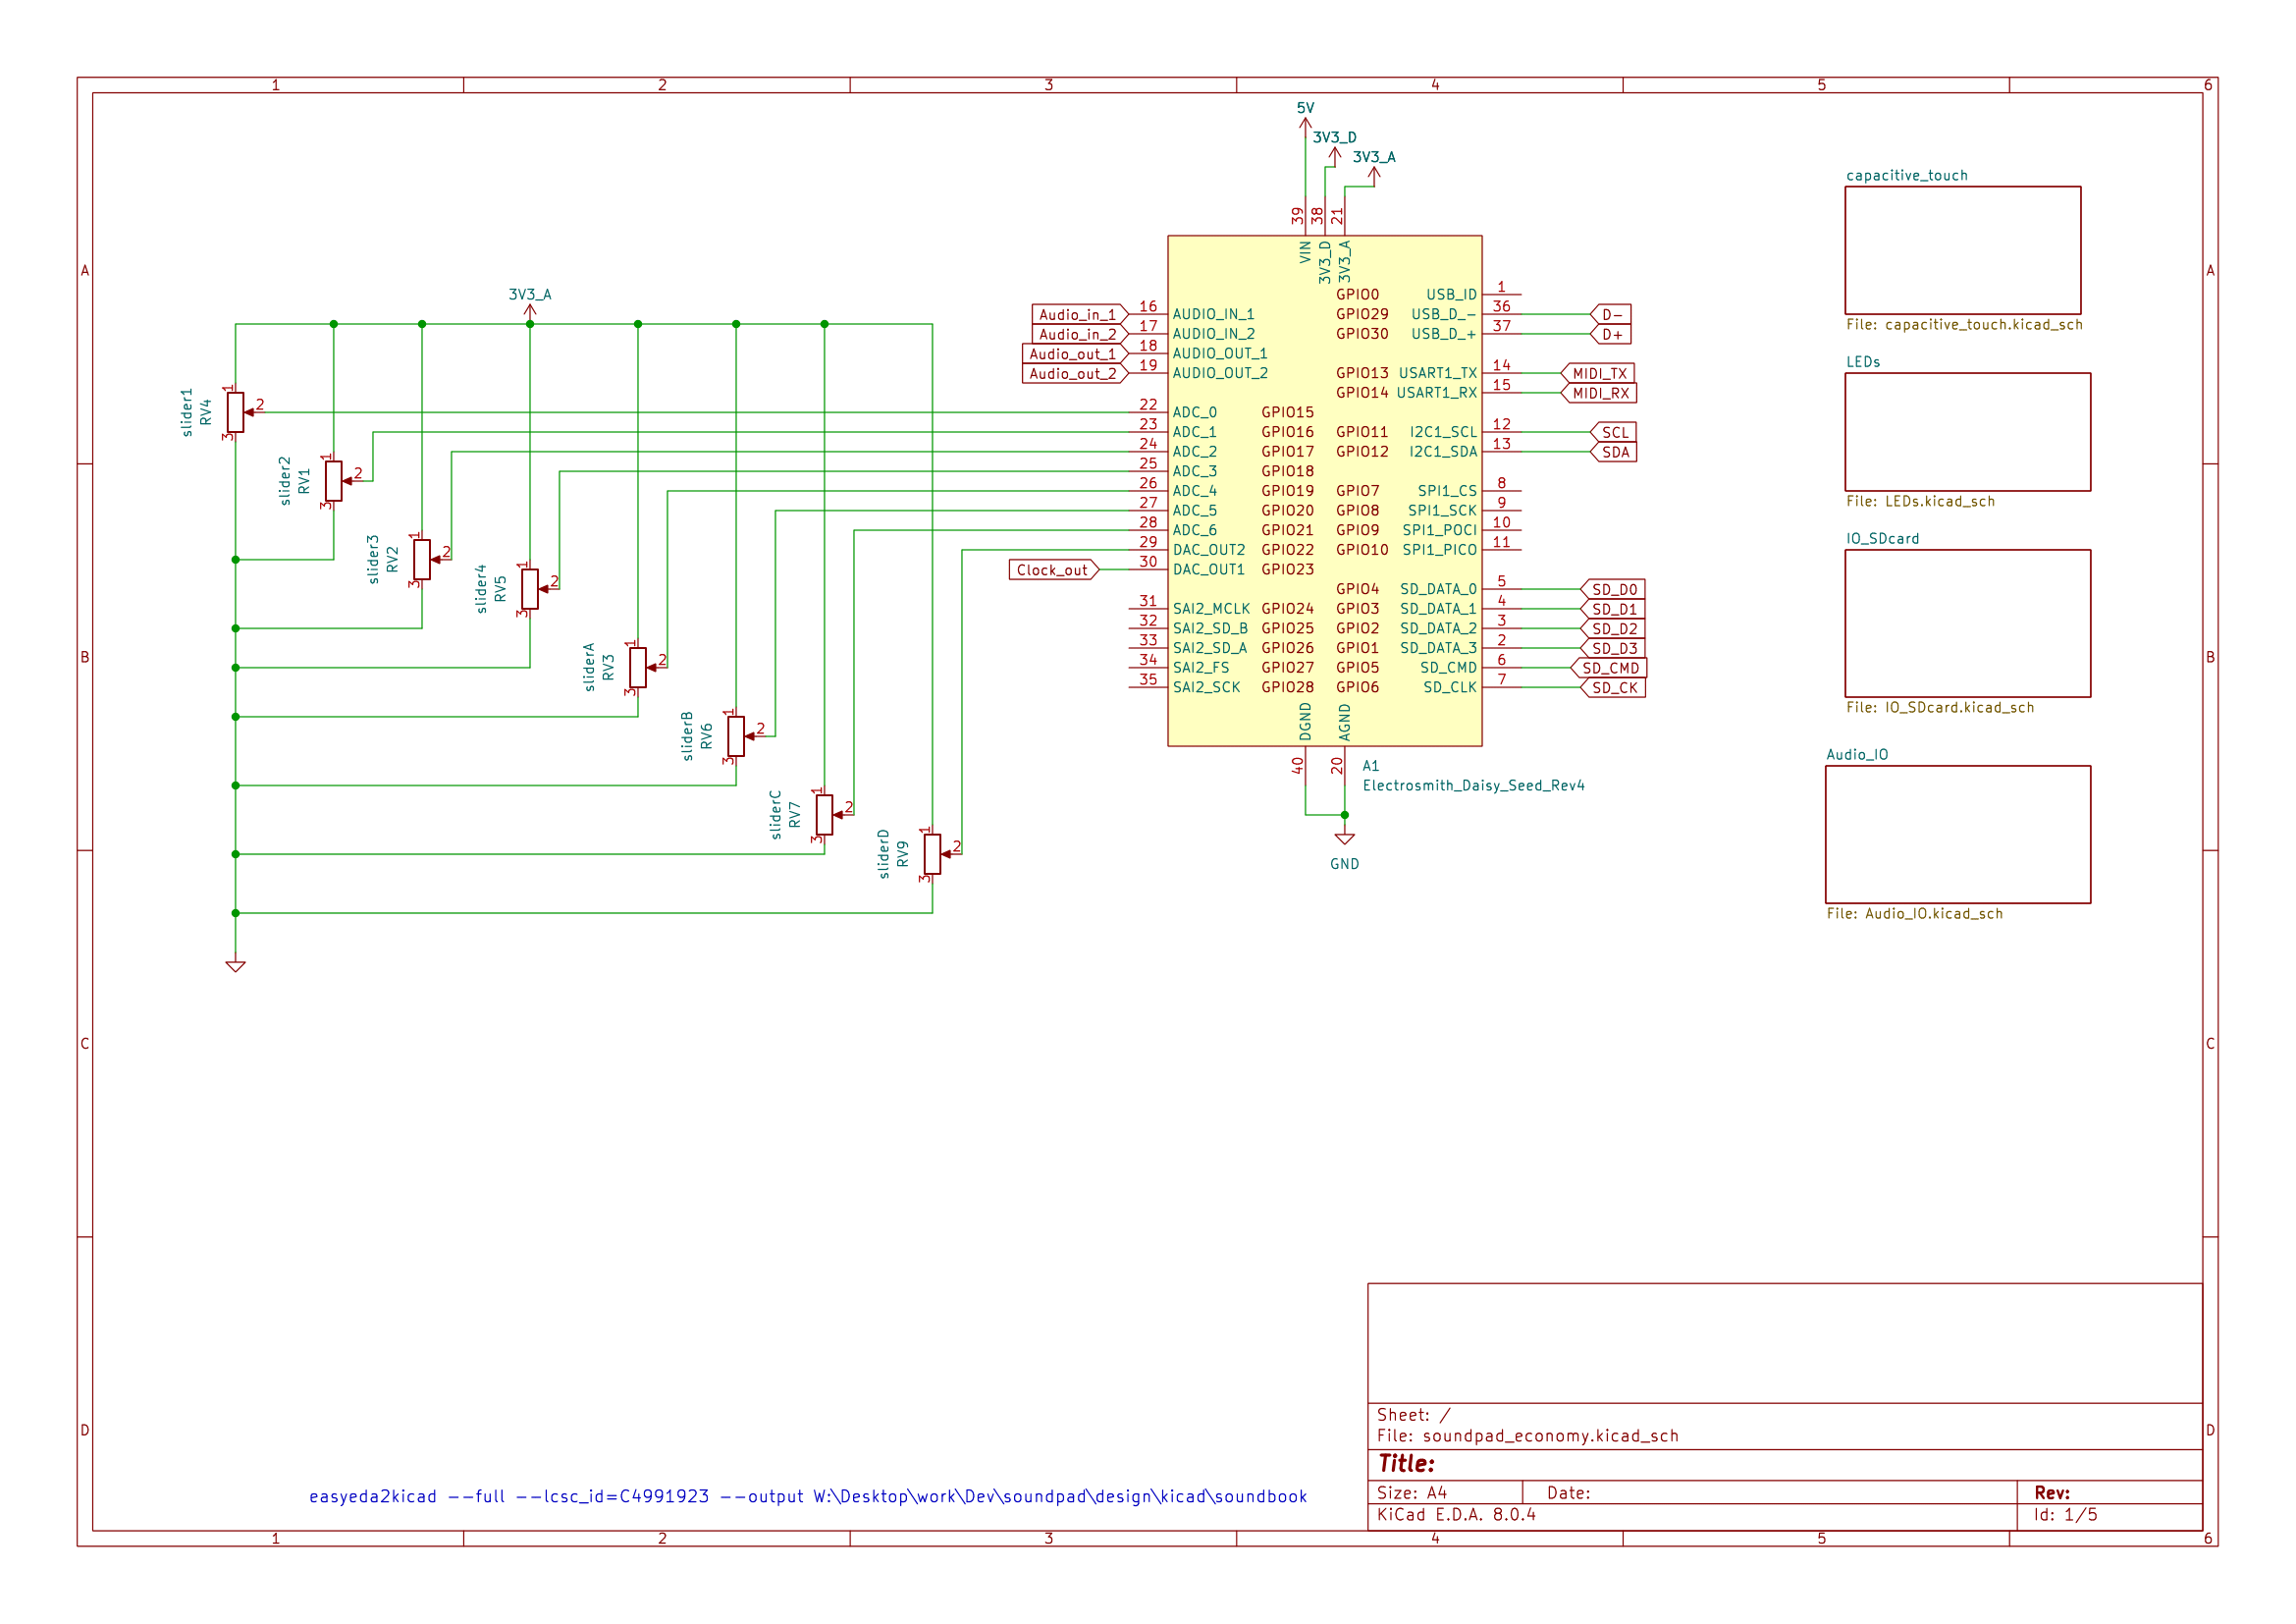 1 2 3 4 5 6
A
B
C
D
5V
3V3_D
3V3_A
39 38 21
VIN 3V3_D 3V3_A
3V3_A
slider1
RV4
1
2
3
slider2
RV1
1
2
3
slider3
RV2
1
2
3
slider4
RV5
1
2
3
sliderA
RV3
1
2
3
sliderB
RV6
1
2
3
sliderC
RV7
1
2
3
sliderD
RV9
1
2
3
Audio_in_1 16 AUDIO_IN_1
Audio_in_2 17 AUDIO_IN_2
Audio_out_1 18 AUDIO_OUT_1
Audio_out_2 19 AUDIO_OUT_2
22 ADC_0 GPIO15
23 ADC_1 GPIO16
24 ADC_2 GPIO17
25 ADC_3 GPIO18
26 ADC_4 GPIO19
27 ADC_5 GPIO20
28 ADC_6 GPIO21
29 DAC_OUT2 GPIO22
Clock_out 30 DAC_OUT1 GPIO23
31 SAI2_MCLK GPIO24
32 SAI2_SD_B GPIO25
33 SAI2_SD_A GPIO26
34 SAI2_FS GPIO27
35 SAI2_SCK GPIO28
GPIO0 USB_ID 1
GPIO29 USB_D_- 36 D-
GPIO30 USB_D_+ 37 D+
GPIO13 USART1_TX 14 MIDI_TX
GPIO14 USART1_RX 15 MIDI_RX
GPIO11 I2C1_SCL 12 SCL
GPIO12 I2C1_SDA 13 SDA
GPIO7 SPI1_CS 8
GPIO8 SPI1_SCK 9
GPIO9 SPI1_POCI 10
GPIO10 SPI1_PICO 11
GPIO4 SD_DATA_0 5 SD_D0
GPIO3 SD_DATA_1 4 SD_D1
GPIO2 SD_DATA_2 3 SD_D2
GPIO1 SD_DATA_3 2 SD_D3
GPIO5 SD_CMD 6 SD_CMD
GPIO6 SD_CLK 7 SD_CK
DGND AGND
40 20
A1
Electrosmith_Daisy_Seed_Rev4
GND
capacitive_touch
File: capacitive_touch.kicad_sch
LEDs
File: LEDs.kicad_sch
IO_SDcard
File: IO_SDcard.kicad_sch
Audio_IO
File: Audio_IO.kicad_sch
A
B
C
D
easyeda2kicad --full --lcsc_id=C4991923 --output W:\Desktop\work\Dev\soundpad\design\kicad\soundbook
Sheet: /
File: soundpad_economy.kicad_sch
Title:
Size: A4 Date: Rev:
KiCad E.D.A. 8.0.4 Id: 1/5
1 2 3 4 5 6